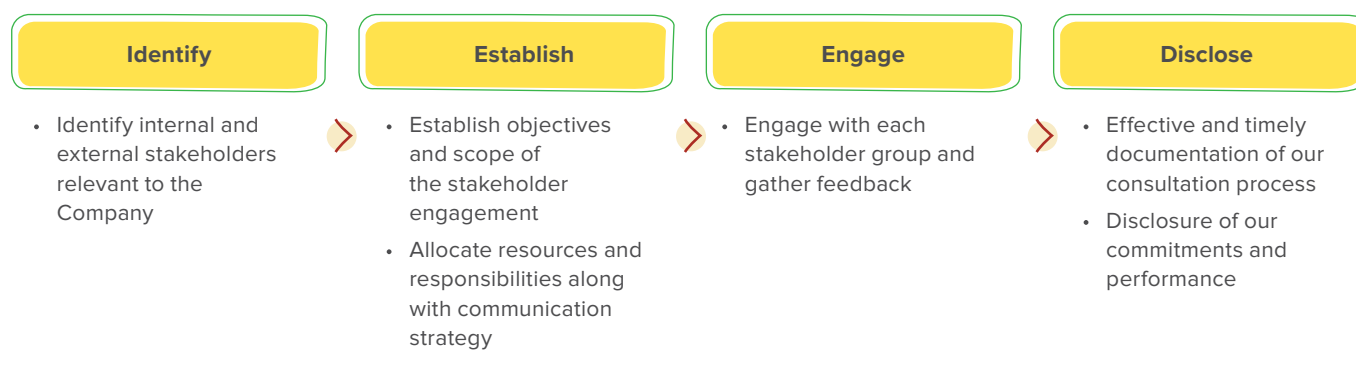 Identify
• Identify internal and
external stakeholders
relevant to the
Company
Establish
• Establish objectives
and scope of
the stakeholder
engagement
• Allocate resources and
responsibilities along
with communication
strategy
Engage
• Engage with each
stakeholder group and
gather feedback
Disclose
• Effective and timely
documentation of our
consultation process
• Disclosure of our
commitments and
performance